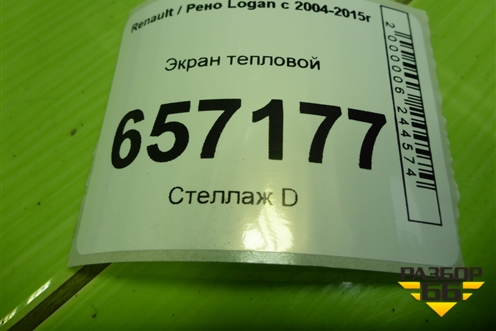 Renault / Рено Logan с 2004-2015г
Экран тепловой
657177
Стеллаж D
2000006244574
РАЗБОР
66